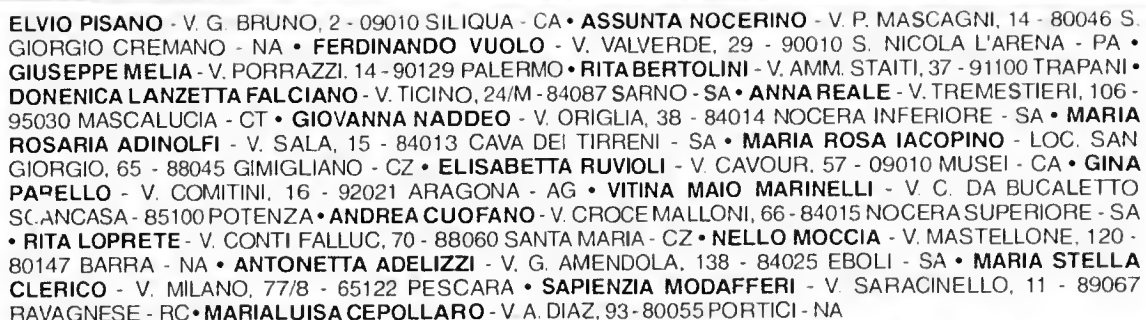 ELVIO PISANO - V. G. BRUNO, 2 - 09010 SILIQUA - CA • ASSUNTA NOCERINO - V. P. MASCAGNI, 14 - 80046 S.
GIORGIO CREMANO - NA • FERDINANDO VUOLO - V. VALVERDE, 29 - 90010 S. NICOLA L'ARENA - PA •
GIUSEPPE MELIA - V. PORRAZZI, 14 - 90129 PALERMO • RITA BERTOLINI - V. AMM. STAITI, 37 - 91100 TRAPANI •
DONENICA LANZETTA FALCIANO - V. TICINO, 24/M - 84087 SARNO - SA • ANNA REALE - V. TREMESTIERI, 106 -
95030 MASCALUCIA - CT • GIOVANNA NADDEO - V. ORIGLIA, 38 - 84014 NOCERA INFERIORE - SA • MARIA
ROSARIA ADINOLFI - V. SALA, 15 - 84013 CAVA DEI TIRRENI - SA • MARIA ROSA IACOPINO - LOC. SAN
GIORGIO, 65 - 88045 GIMIGLIANO - CZ • ELISABETTA RUVIOLI - V. CAVOUR, 57 - 09010 MUSEI - CA • GINA
PARELLO - V. COMITINI, 16 - 92021 ARAGONA - AG • VITINA MAIO MARINELLI - V. C. DA BUCALETTO
SCANCASA - 85100 POTENZA • ANDREA CUOFANO - V. CROCE MALLONI, 66 - 84015 NOCERA SUPERIORE - SA
• RITA LOPRETE - V. CONTI FALLUC, 70 - 88060 SANTA MARIA - CZ • NELLO MOCCIA - V. MASTELLONE, 120 -
80147 BARRA - NA • ANTONETTA ADELIZZI - V. G. AMENDOLA, 138 - 84025 EBOLI - SA • MARIA STELLA
CLERICO - V. MILANO, 77/8 - 65122 PESCARA • SAPIENZIA MODAFFERI - V. SARACINELLO, 11 - 89067
RAVAGNESE - RC • MARIALUISA CEPOLLARO - V. A. DIAZ, 93 - 80055 PORTICI - NA